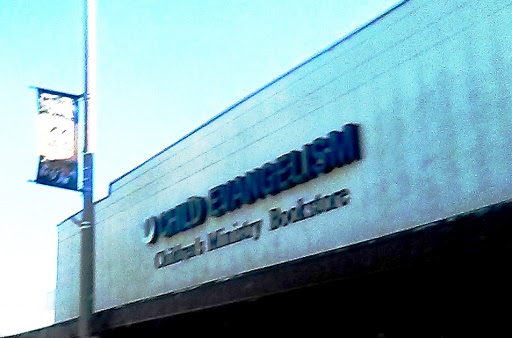 CHILD EVANGELISM
Children's Ministry Bookstore